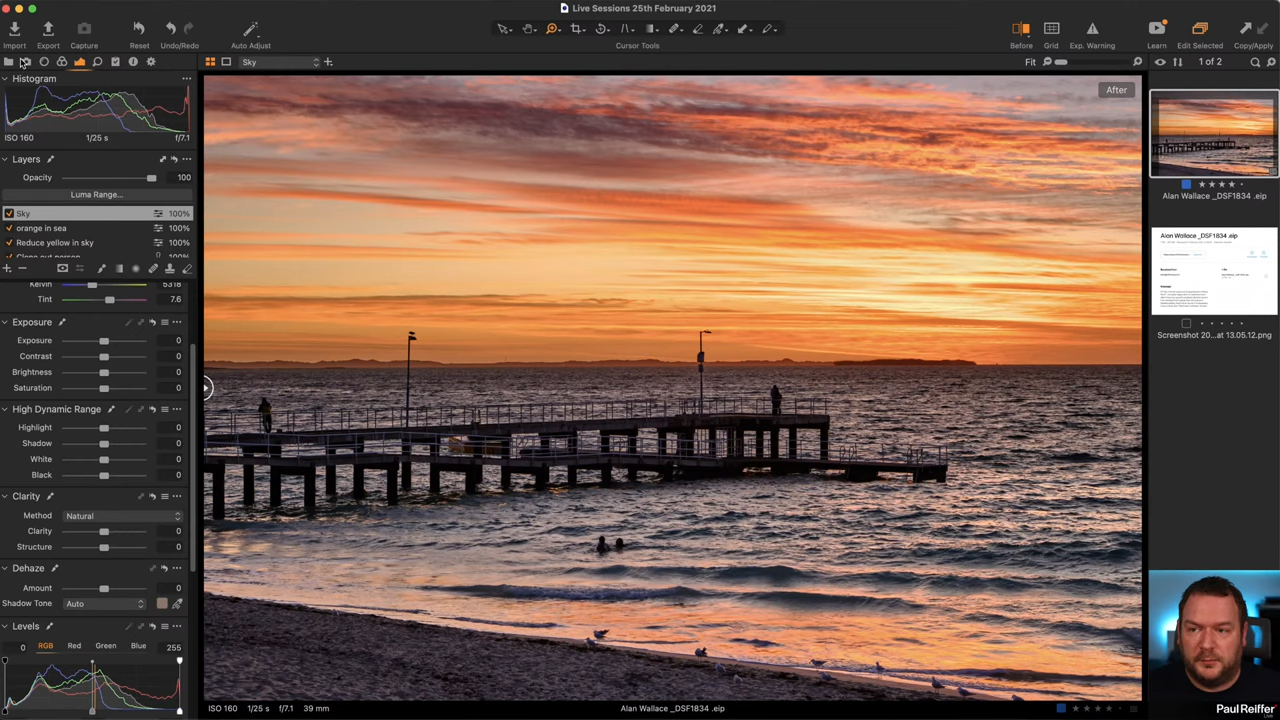 Live Sessions 25th February 2021
Import
Export
Capture
Reset
Undo/Redo
Auto Adjust
Cursor Tools
Before
Grid
Exp. Warning
Learn
Edit Selected
Copy/Apply
Sky
Fit
1 of 2
Histogram
ISO 160
1/25 s
f/7.1
After
Layers
Opacity
100
Luma Range...
Sky
100%
orange in sea
100%
Reduce yellow in sky
100%
Clone out person
100%
Kelvin
5318
Tint
7.6
Exposure
Exposure
0
Contrast
0
Brightness
0
Saturation
0
High Dynamic Range
Highlight
0
Shadow
0
White
0
Black
0
Clarity
Method
Natural
Clarity
0
Structure
0
Dehaze
Amount
0
Shadow Tone
Auto
Levels
0
RGB
Red
Green
Blue
255
ISO 160
1/25 s
f/7.1
39 mm
Alan Wallace _DSF1834 .eip
Alan Wallace _DSF1834 .eip
Alan Wallace _DSF1834 .eip
Screenshot 20...at 13.05.12.png
Paul Reiffer
Live